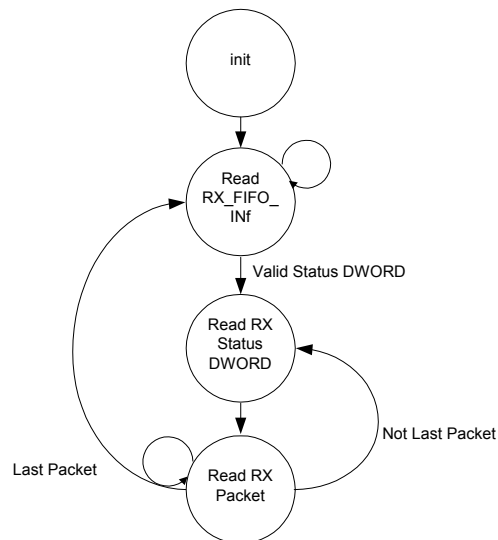 init
Read
RX_FIFO_
INf
Valid Status DWORD
Read RX
Status
DWORD
Not Last Packet
Last Packet
Read RX
Packet